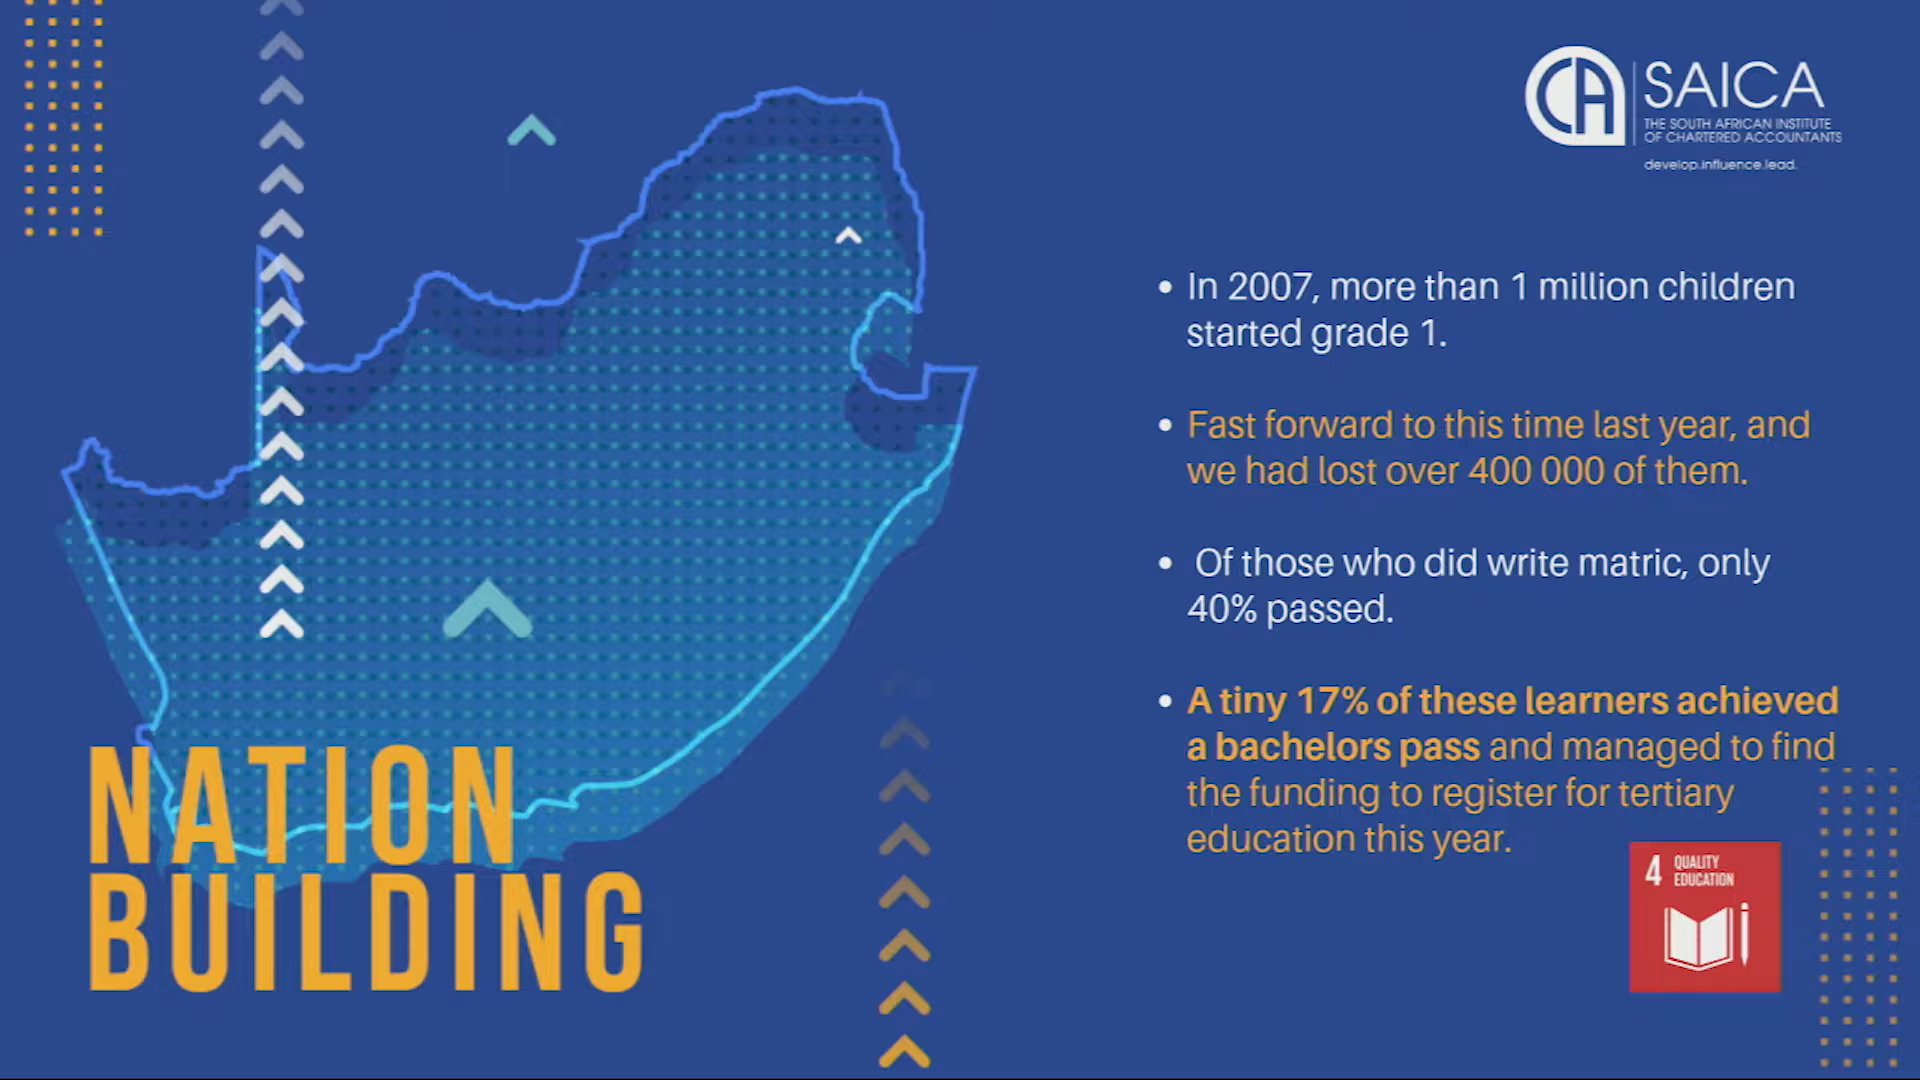 SAICA
THE SOUTH AFRICAN INSTITUTE
OF CHARTERED ACCOUNTANTS
develop.influence.lead.
• In 2007, more than 1 million children
started grade 1.
• Fast forward to this time last year, and
we had lost over 400 000 of them.
• Of those who did write matric, only
40% passed.
• A tiny 17% of these learners achieved
a bachelors pass and managed to find
the funding to register for tertiary
education this year.
NATION
BUILDING
4 QUALITY
EDUCATION